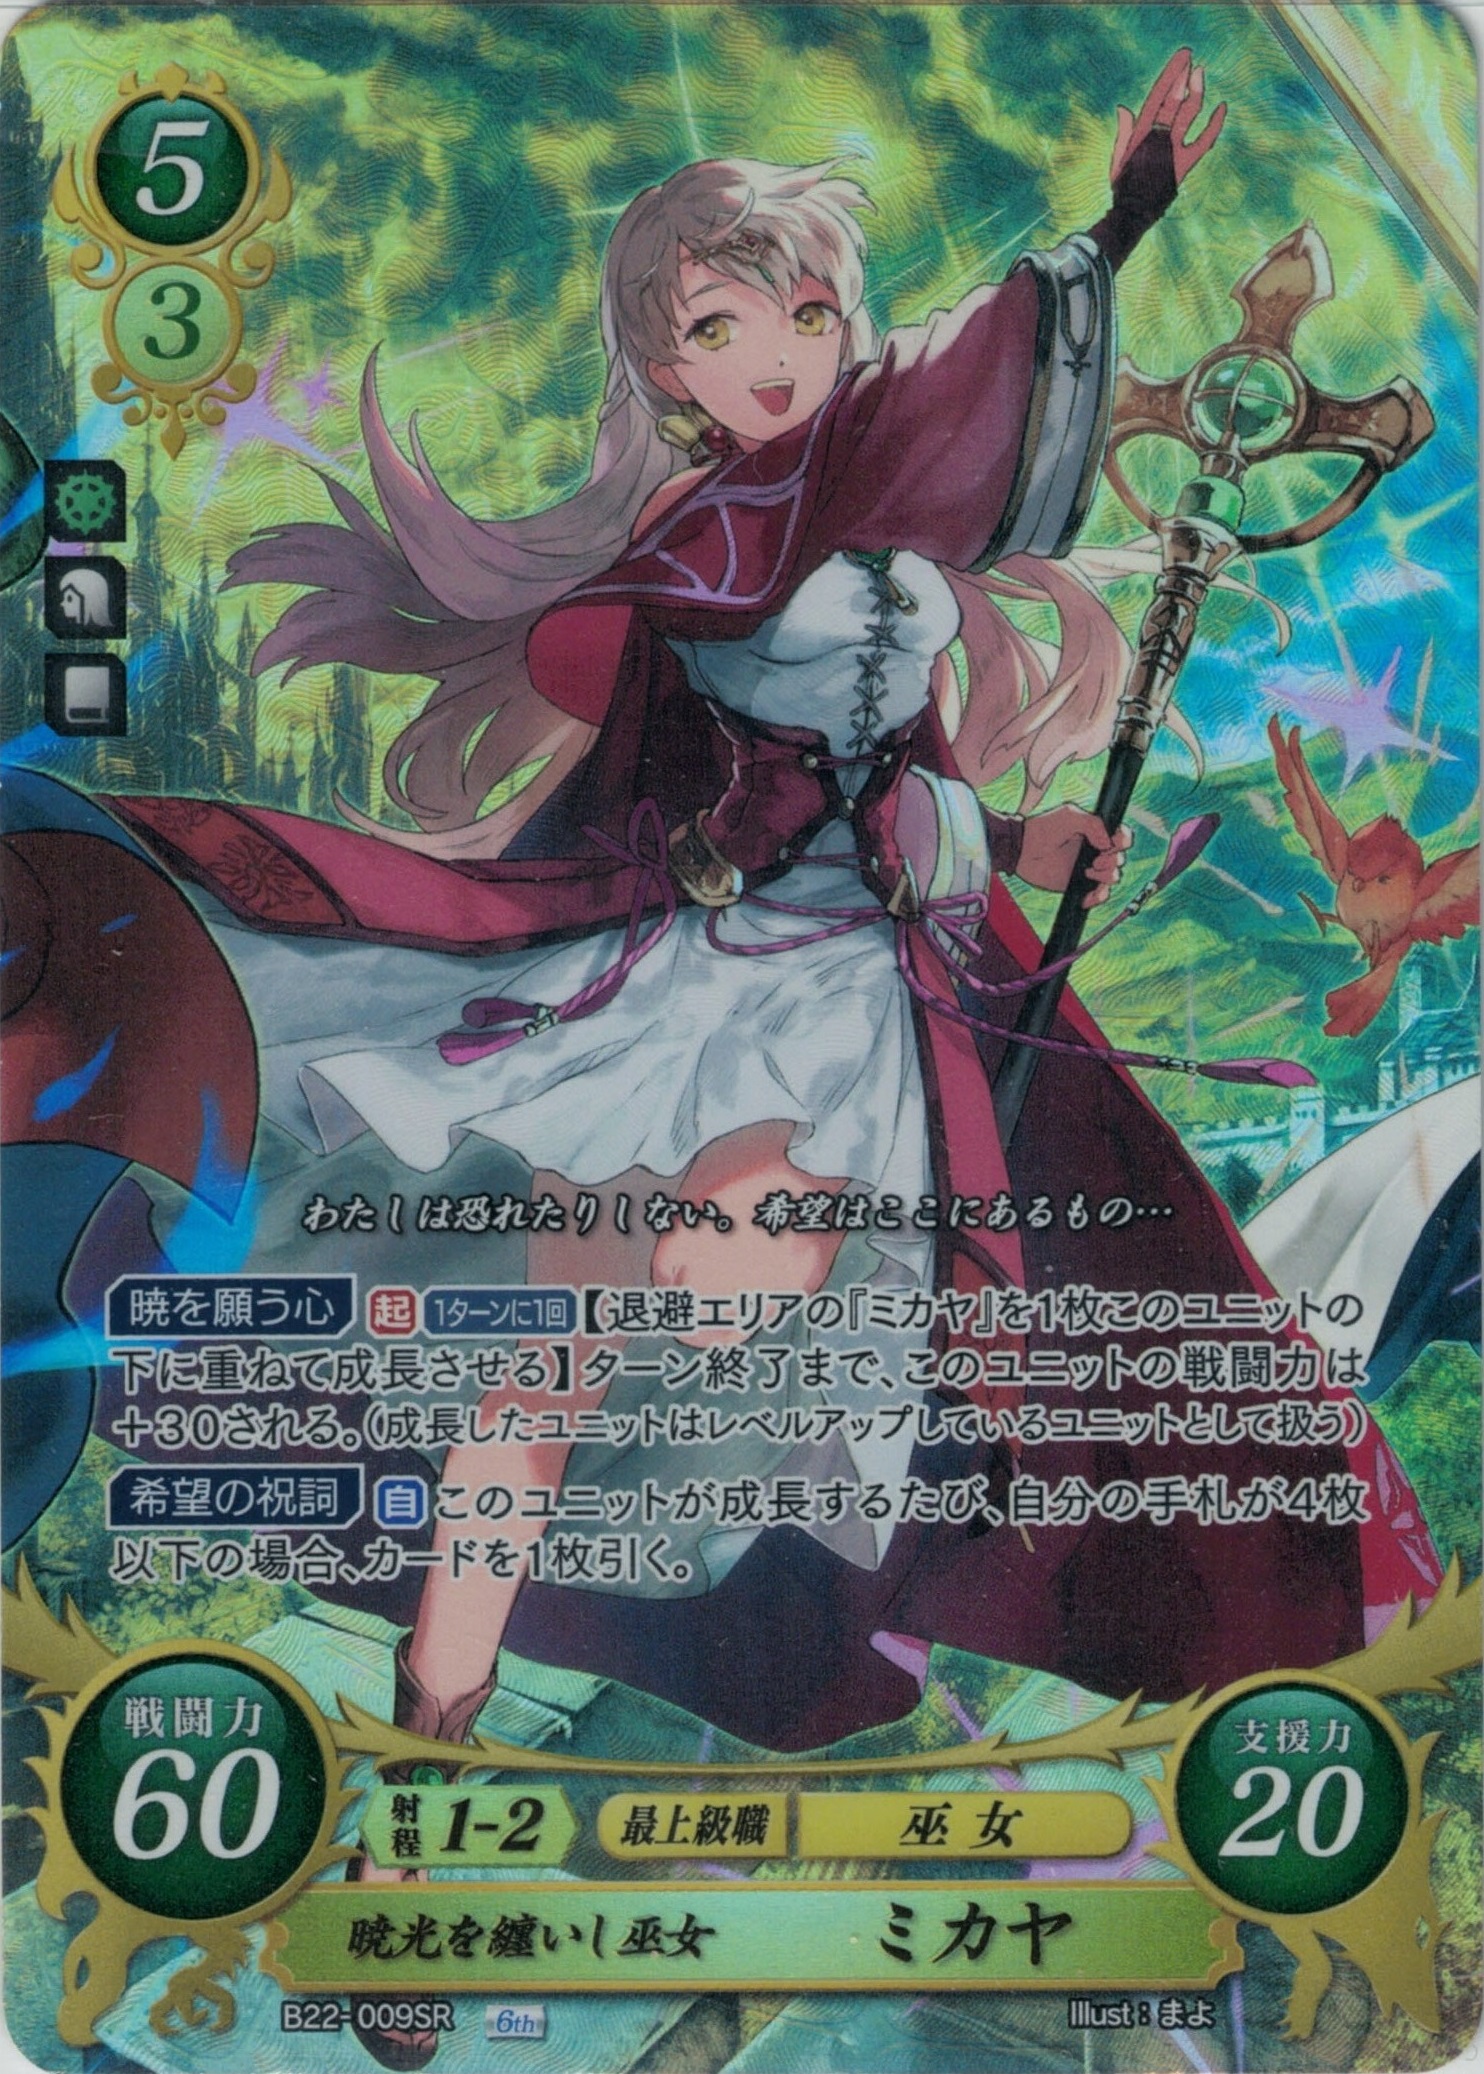 5
3
わたしは恐れたりしない。希望はここにあるもの…
暁を願う心 起 1ターンに1回【退避エリアの『ミカヤ』を1枚このユニットの
下に重ねて成長させる】ターン終了まで、このユニットの戦闘力は
+30される。(成長したユニットはレベルアップしているユニットとして扱う)
希望の祝詞 自 このユニットが成長するたび、自分の手札が4枚
以下の場合、カードを1枚引く。
戦闘力
60
射程 1-2 最上級職 巫女
支援力
20
暁光を纏いし巫女 ミカヤ
B22-009SR 6th Illust:まよ